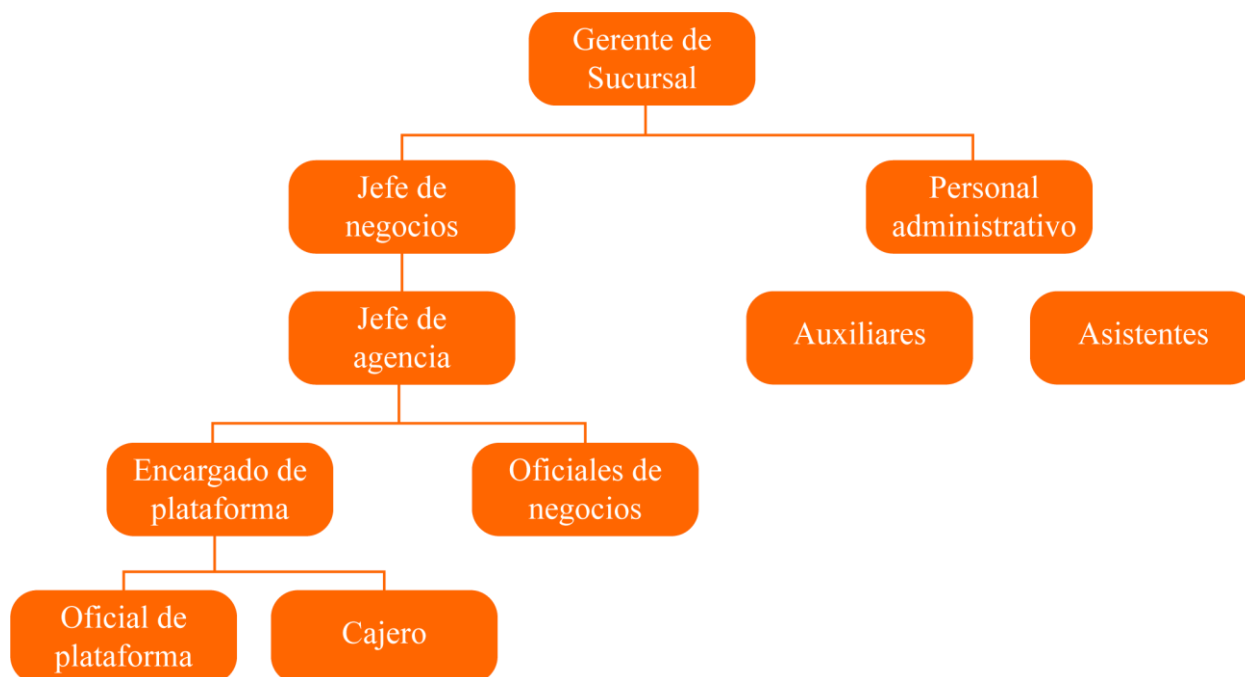 Gerente de
Sucursal
Jefe de
negocios
Personal
administrativo
Jefe de
agencia
Auxiliares
Asistentes
Encargado de
plataforma
Oficiales de
negocios
Oficial de
plataforma
Cajero